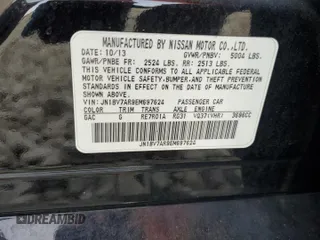 MANUFACTURED BY NISSAN MOTOR CO.,LTD.
DATE: 10/13 GVWR/PNBV: 5004 LBS.
GAWR/PNBE FR: 2524 LBS. RR: 2513 LBS.
THIS VEHICLE CONFORMS TO ALL APPLICABLE
FEDERAL MOTOR VEHICLE SAFETY,BUMPER,AND THEFT
PREVENTION STANDARDS IN EFFECT ON THE DATE OF
MANUFACTURE SHOWN ABOVE.
V.I.N: JN1BV7AR9EM697624 PASSENGER CAR
COLOR TRIM TRANS AXLE ENGINE
GAC G RE7R01A RG31 VQ37(VHR) 3696CC
JN1BV7AR9EM697624
© AUTOBIDMASTER